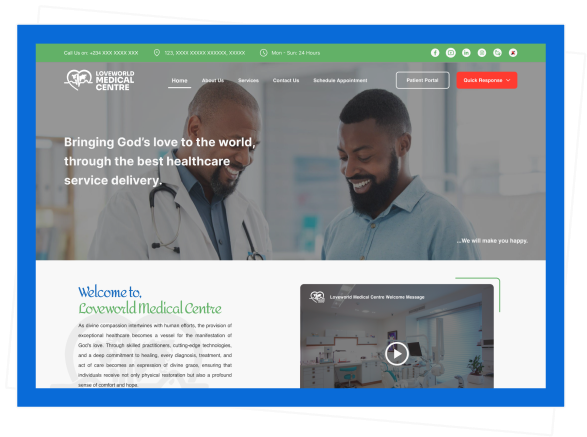 Call Us on: +234 XXX XXXX XXX
123, XXXX XXXXX XXXXXX, XXXXX
Mon - Sun: 24 Hours
LOVEWORLD
MEDICAL
CENTRE
Home
About Us
Services
Contact Us
Schedule Appointment
Patient Portal
Quick Response
Bringing God's love to the world,
through the best healthcare
service delivery.
...We will make you happy.
Welcome to,
Loveworld Medical Centre
As divine compassion intertwines with human efforts, the provision of
exceptional healthcare becomes a vessel for the manifestation of
God's love. Through skilled practitioners, cutting-edge technologies,
and a deep commitment to healing, every diagnosis, treatment, and
act of care becomes an expression of divine grace, ensuring that
individuals receive not only physical restoration but also a profound
sense of comfort and hope.
Loveworld Medical Centre Welcome Message